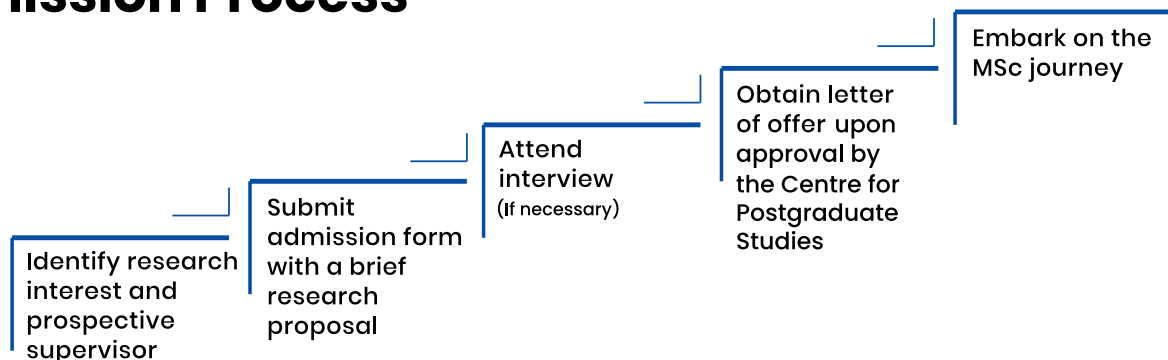 Process
Identify research
interest and
prospective
supervisor
Submit
admission form
with a brief
research
proposal
Attend
interview
(If necessary)
Obtain letter
of offer upon
approval by
the Centre for
Postgraduate
Studies
Embark on the
MSc journey